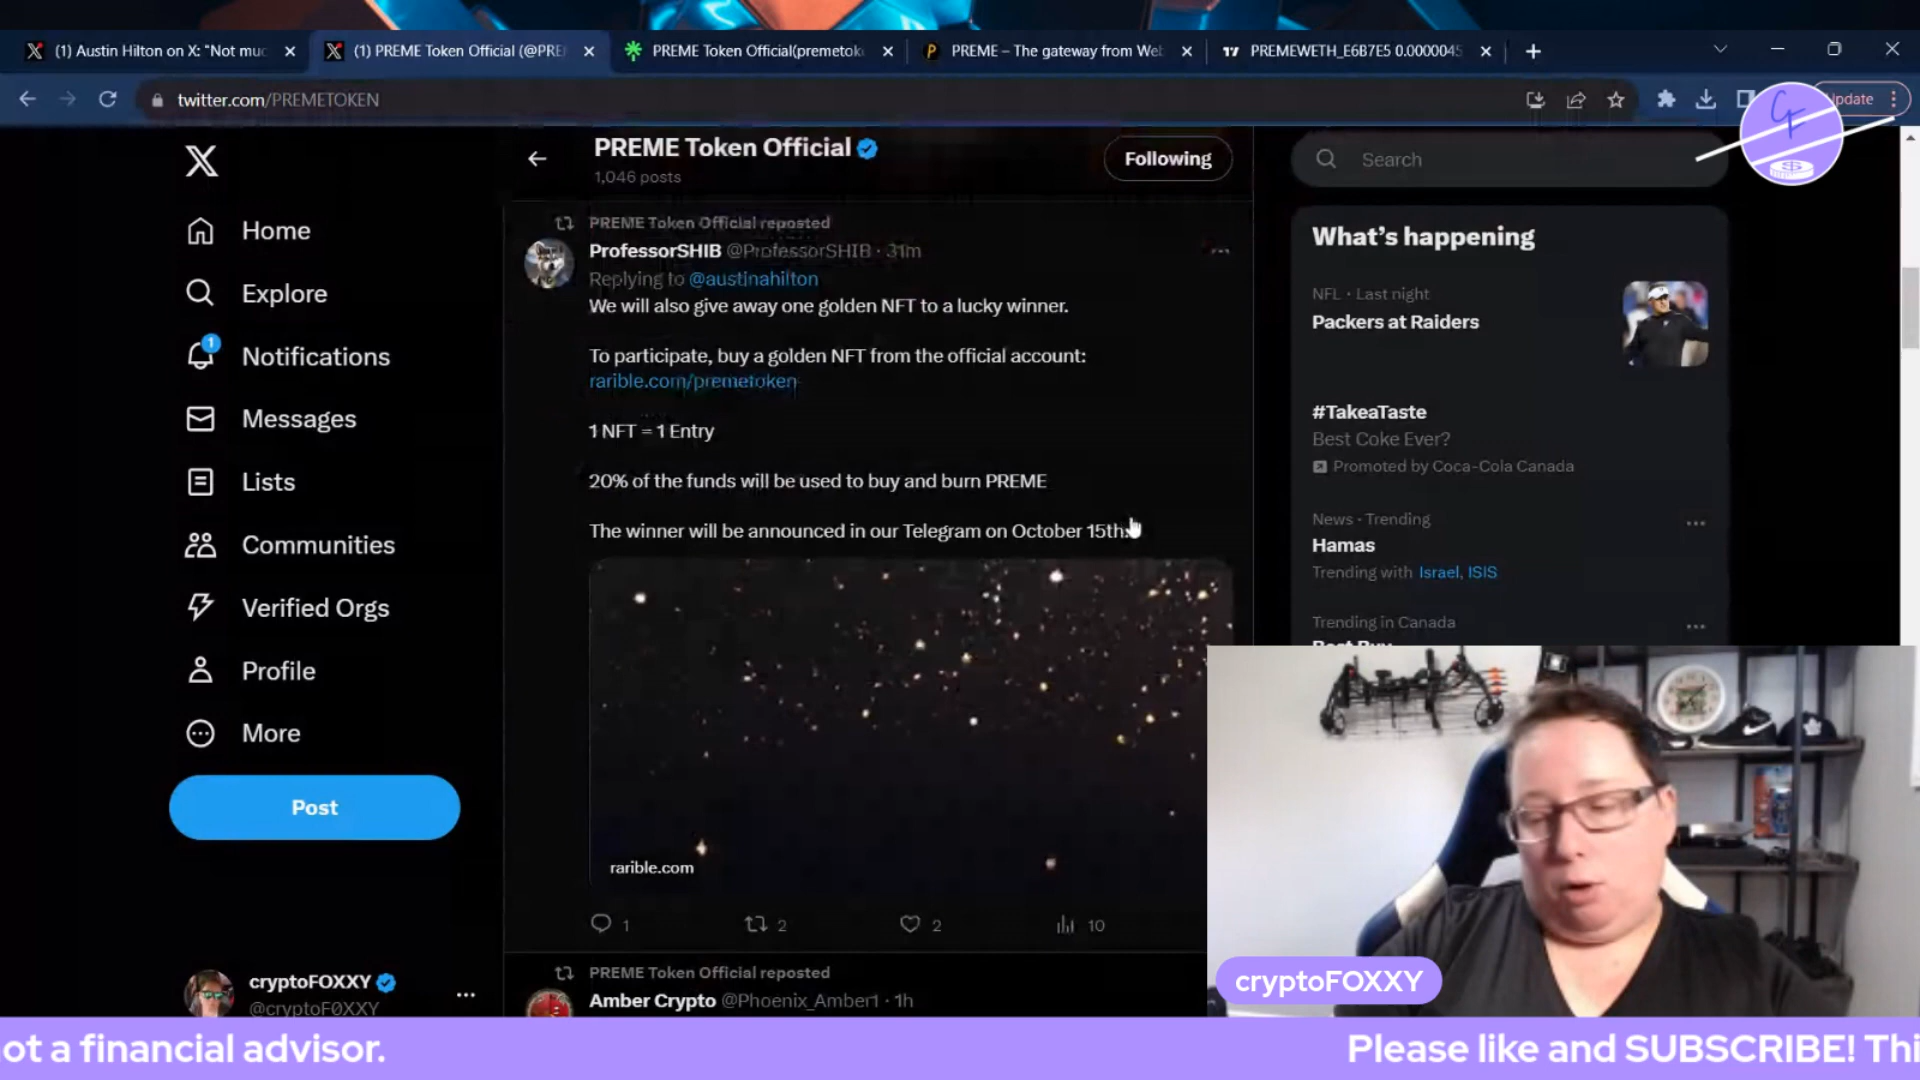 (1) Austin Hilton on X: "Not muc
(1) PREME Token Official (@PRE
PREME Token Official(premetok
PREME – The gateway from Web
PREMEWETH_E6B7E5 0.0000045
twitter.com/PREMETOKEN
Update
Home
Explore
1
Notifications
Messages
Lists
Communities
Verified Orgs
Profile
More
Post
cryptoFOXXY
@cryptoF0XXY
PREME Token Official
1,046 posts
Following
PREME Token Official reposted
ProfessorSHIB @ProfessorSHIB · 31m
Replying to @austinahilton
We will also give away one golden NFT to a lucky winner.
To participate, buy a golden NFT from the official account:
rarible.com/premetoken
1 NFT = 1 Entry
20% of the funds will be used to buy and burn PREME
The winner will be announced in our Telegram on October 15th.
rarible.com
1
2
2
10
PREME Token Official reposted
Amber Crypto @Phoenix_Amber1 · 1h
Search
What's happening
NFL · Last night
Packers at Raiders
#TakeaTaste
Best Coke Ever?
Promoted by Coca-Cola Canada
News · Trending
Hamas
Trending with Israel, ISIS
Trending in Canada
Best Buy
CF
cryptoFOXXY
ot a financial advisor.
Please like and SUBSCRIBE! Thi